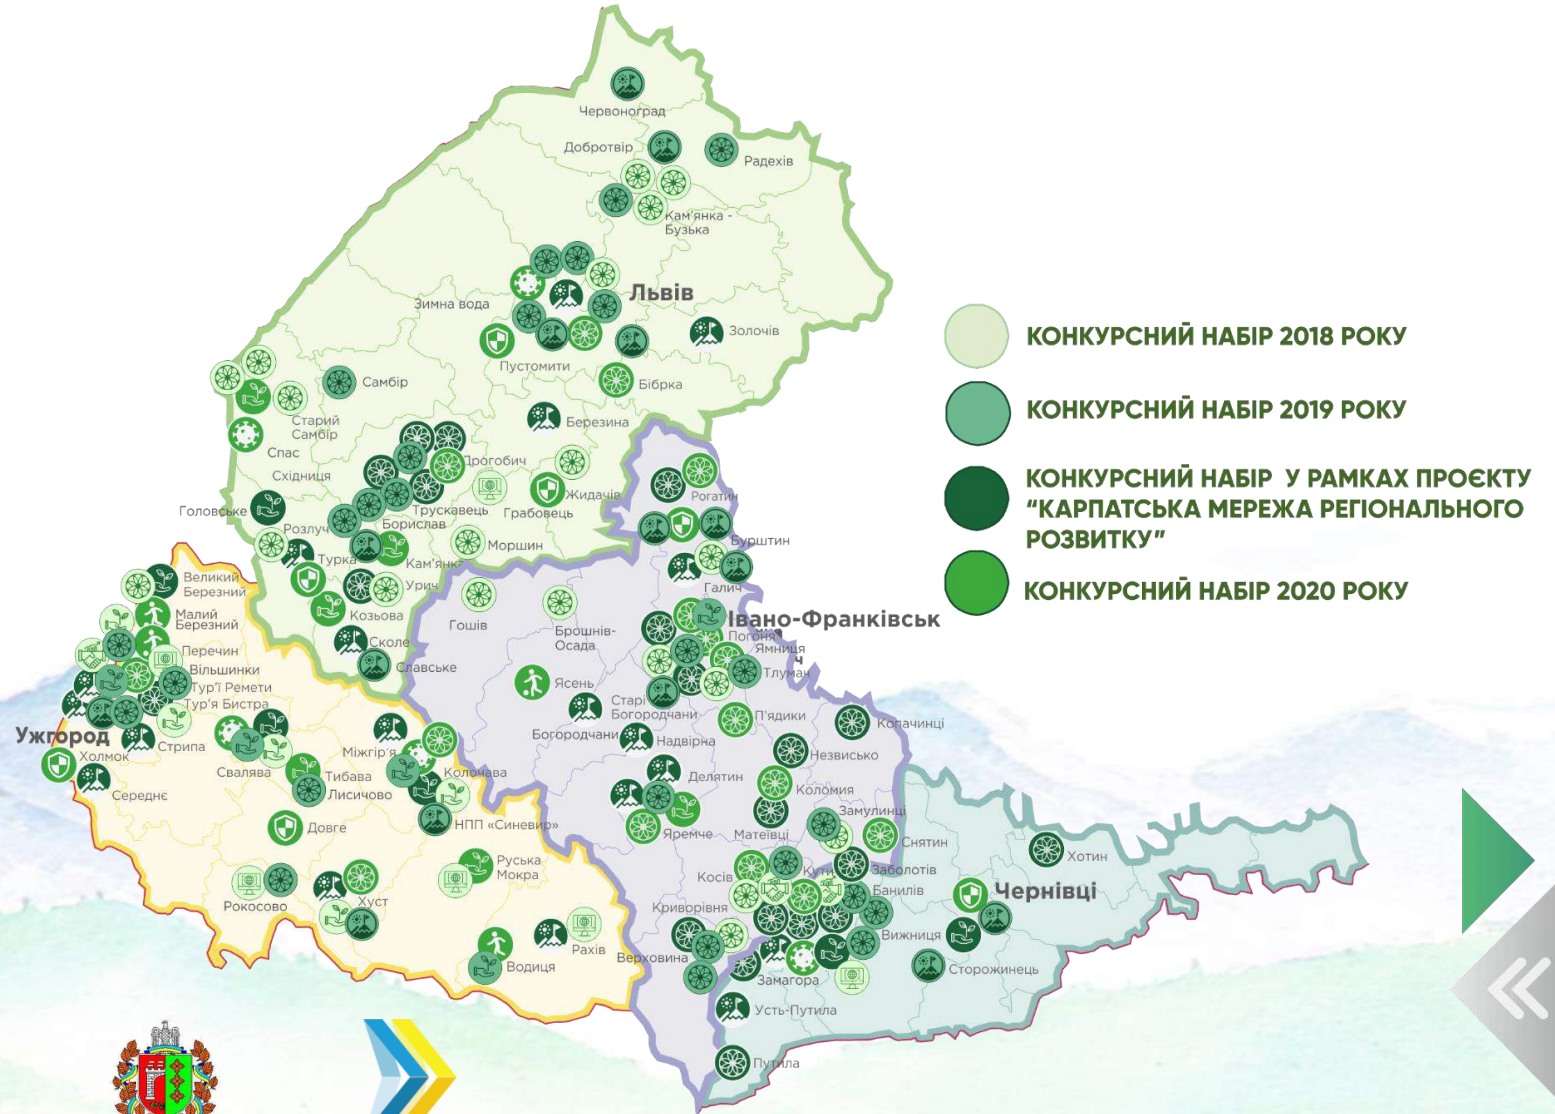 Червоноград
Добротвір
Радехів
Кам'янка -
Бузька
Львів
Зимна вода
Золочів
Пустомити
Бібрка
Самбір
Старий
Самбір
Березина
Спас
Дрогобич
Східниця
Жидачів
Трускавець
Грабовець
Головське
Розлуч
Борислав
Моршин
Турка
Кам'янка
Урич
Козьова
Сколе
Славське
Рогатин
Бурштин
Галич
Івано-Франківськ
Погоня
Ямниця
Тлумач
Гошів
Брошнів-
Осада
Ясень
Старі
Богородчани
Богородчани
Надвірна
П'ядики
Копачинці
Незвисько
Делятин
Коломия
Замулинці
Яремче
Матеївці
Снятин
Косів
Кути
Заболотів
Банилів
Криворівня
Верховина
Вижниця
Замагора
Усть-Путила
Путила
Сторожинець
Чернівці
Хотин
Великий
Березний
Малий
Березний
Перечин
Вільшинки
Тур'ї Ремети
Тур'я Бистра
Ужгород
Холмок
Стрипа
Середнє
Свалява
Тибава
Лисичово
Міжгір'я
Колочава
НПП «Синевир»
Довге
Руська
Мокра
Рокосово
Хуст
Рахів
Водиця
КОНКУРСНИЙ НАБІР 2018 РОКУ
КОНКУРСНИЙ НАБІР 2019 РОКУ
КОНКУРСНИЙ НАБІР У РАМКАХ ПРОЄКТУ
“КАРПАТСЬКА МЕРЕЖА РЕГІОНАЛЬНОГО
РОЗВИТКУ”
КОНКУРСНИЙ НАБІР 2020 РОКУ